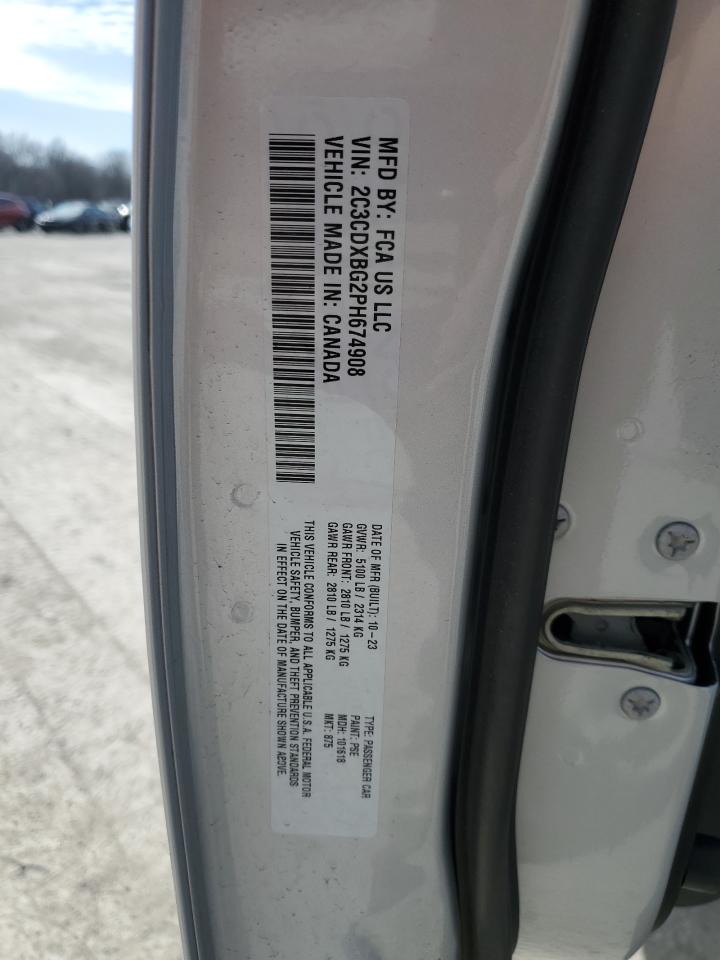 MFD BY: FCA US LLC
VIN: 2C3CDXBG2PH674908
VEHICLE MADE IN: CANADA
DATE OF MFR (BUILT): 10-23
GVWR: 5100 LB / 2314 KG
GAWR FRONT: 2810 LB / 1275 KG
GAWR REAR: 2810 LB / 1275 KG
TYPE: PASSENGER CAR
PAINT: PSE
MDH: 101618
MKT: 875
THIS VEHICLE CONFORMS TO ALL APPLICABLE U.S.A. FEDERAL MOTOR
VEHICLE SAFETY, BUMPER, AND THEFT PREVENTION STANDARDS
IN EFFECT ON THE DATE OF MANUFACTURE SHOWN ABOVE.